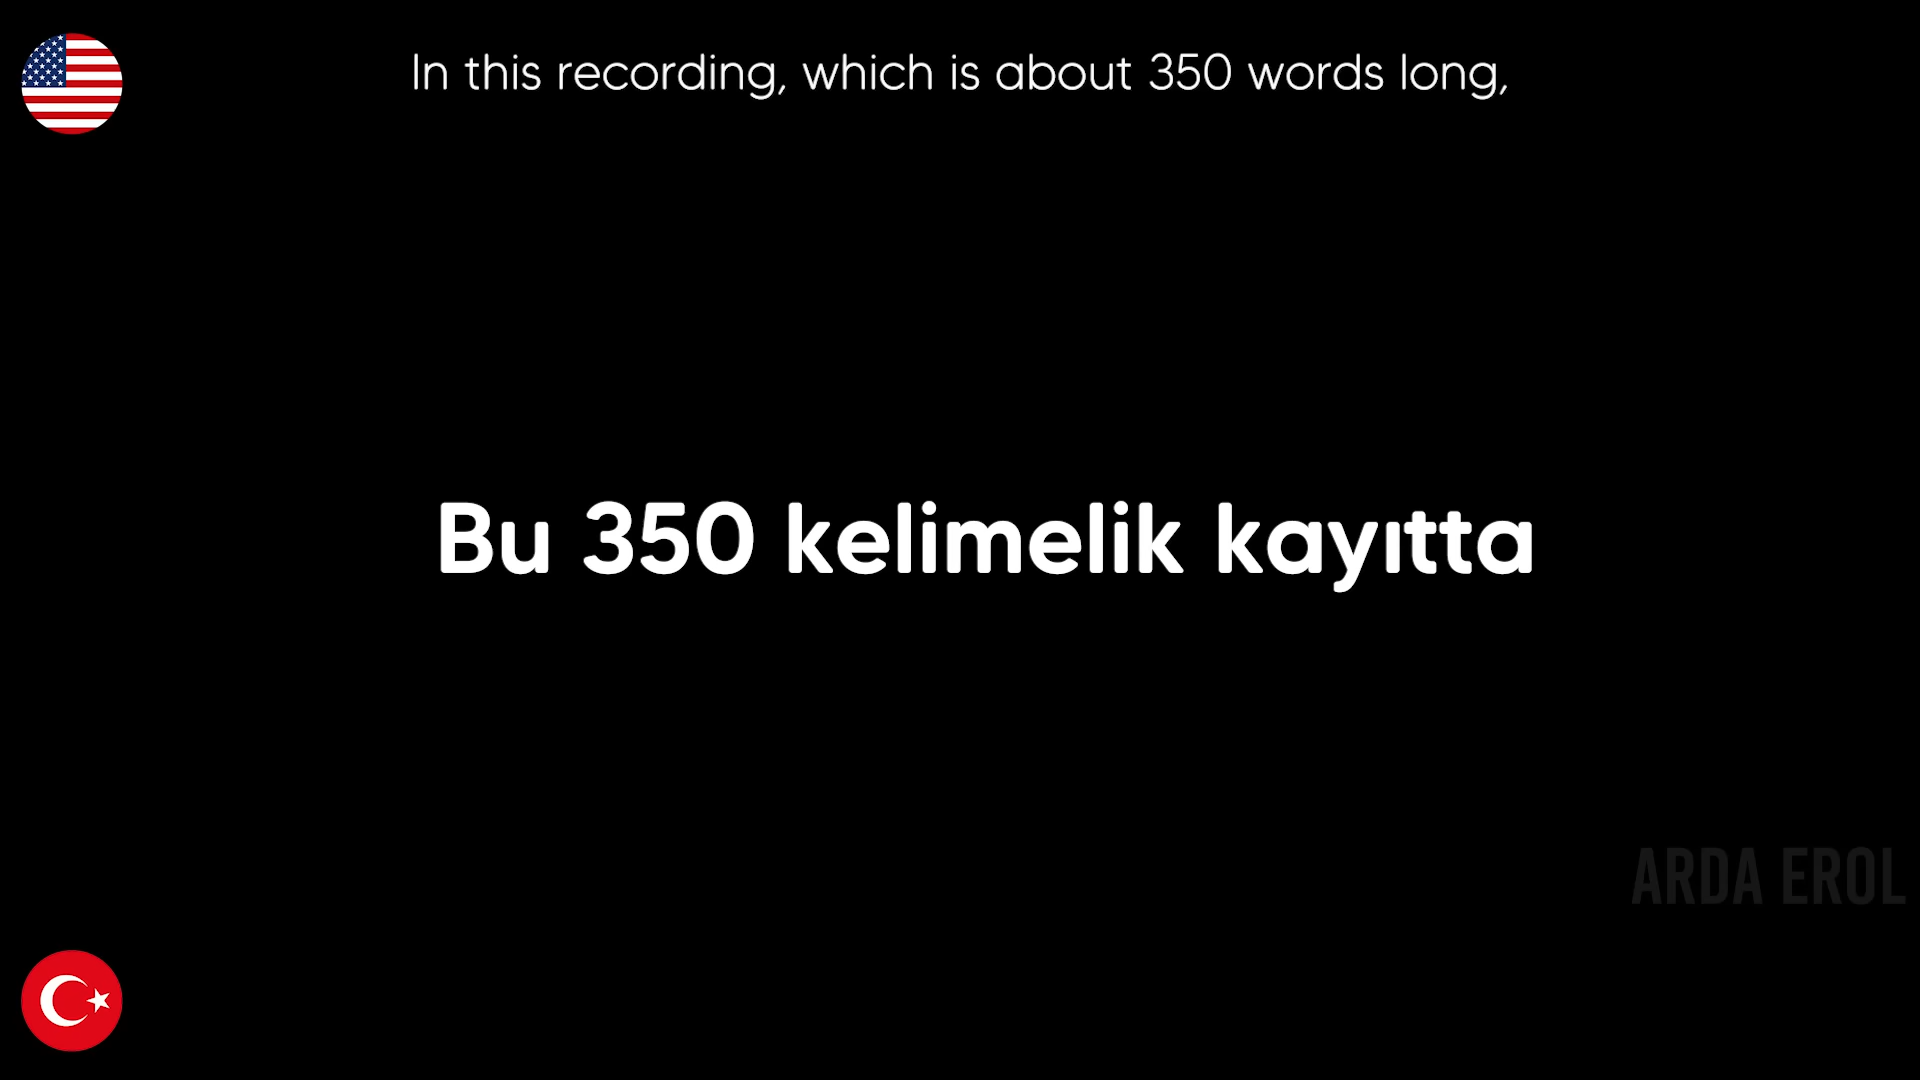 In this recording, which is about 350 words long,
Bu 350 kelimelik kayıtta
ARDA EROL